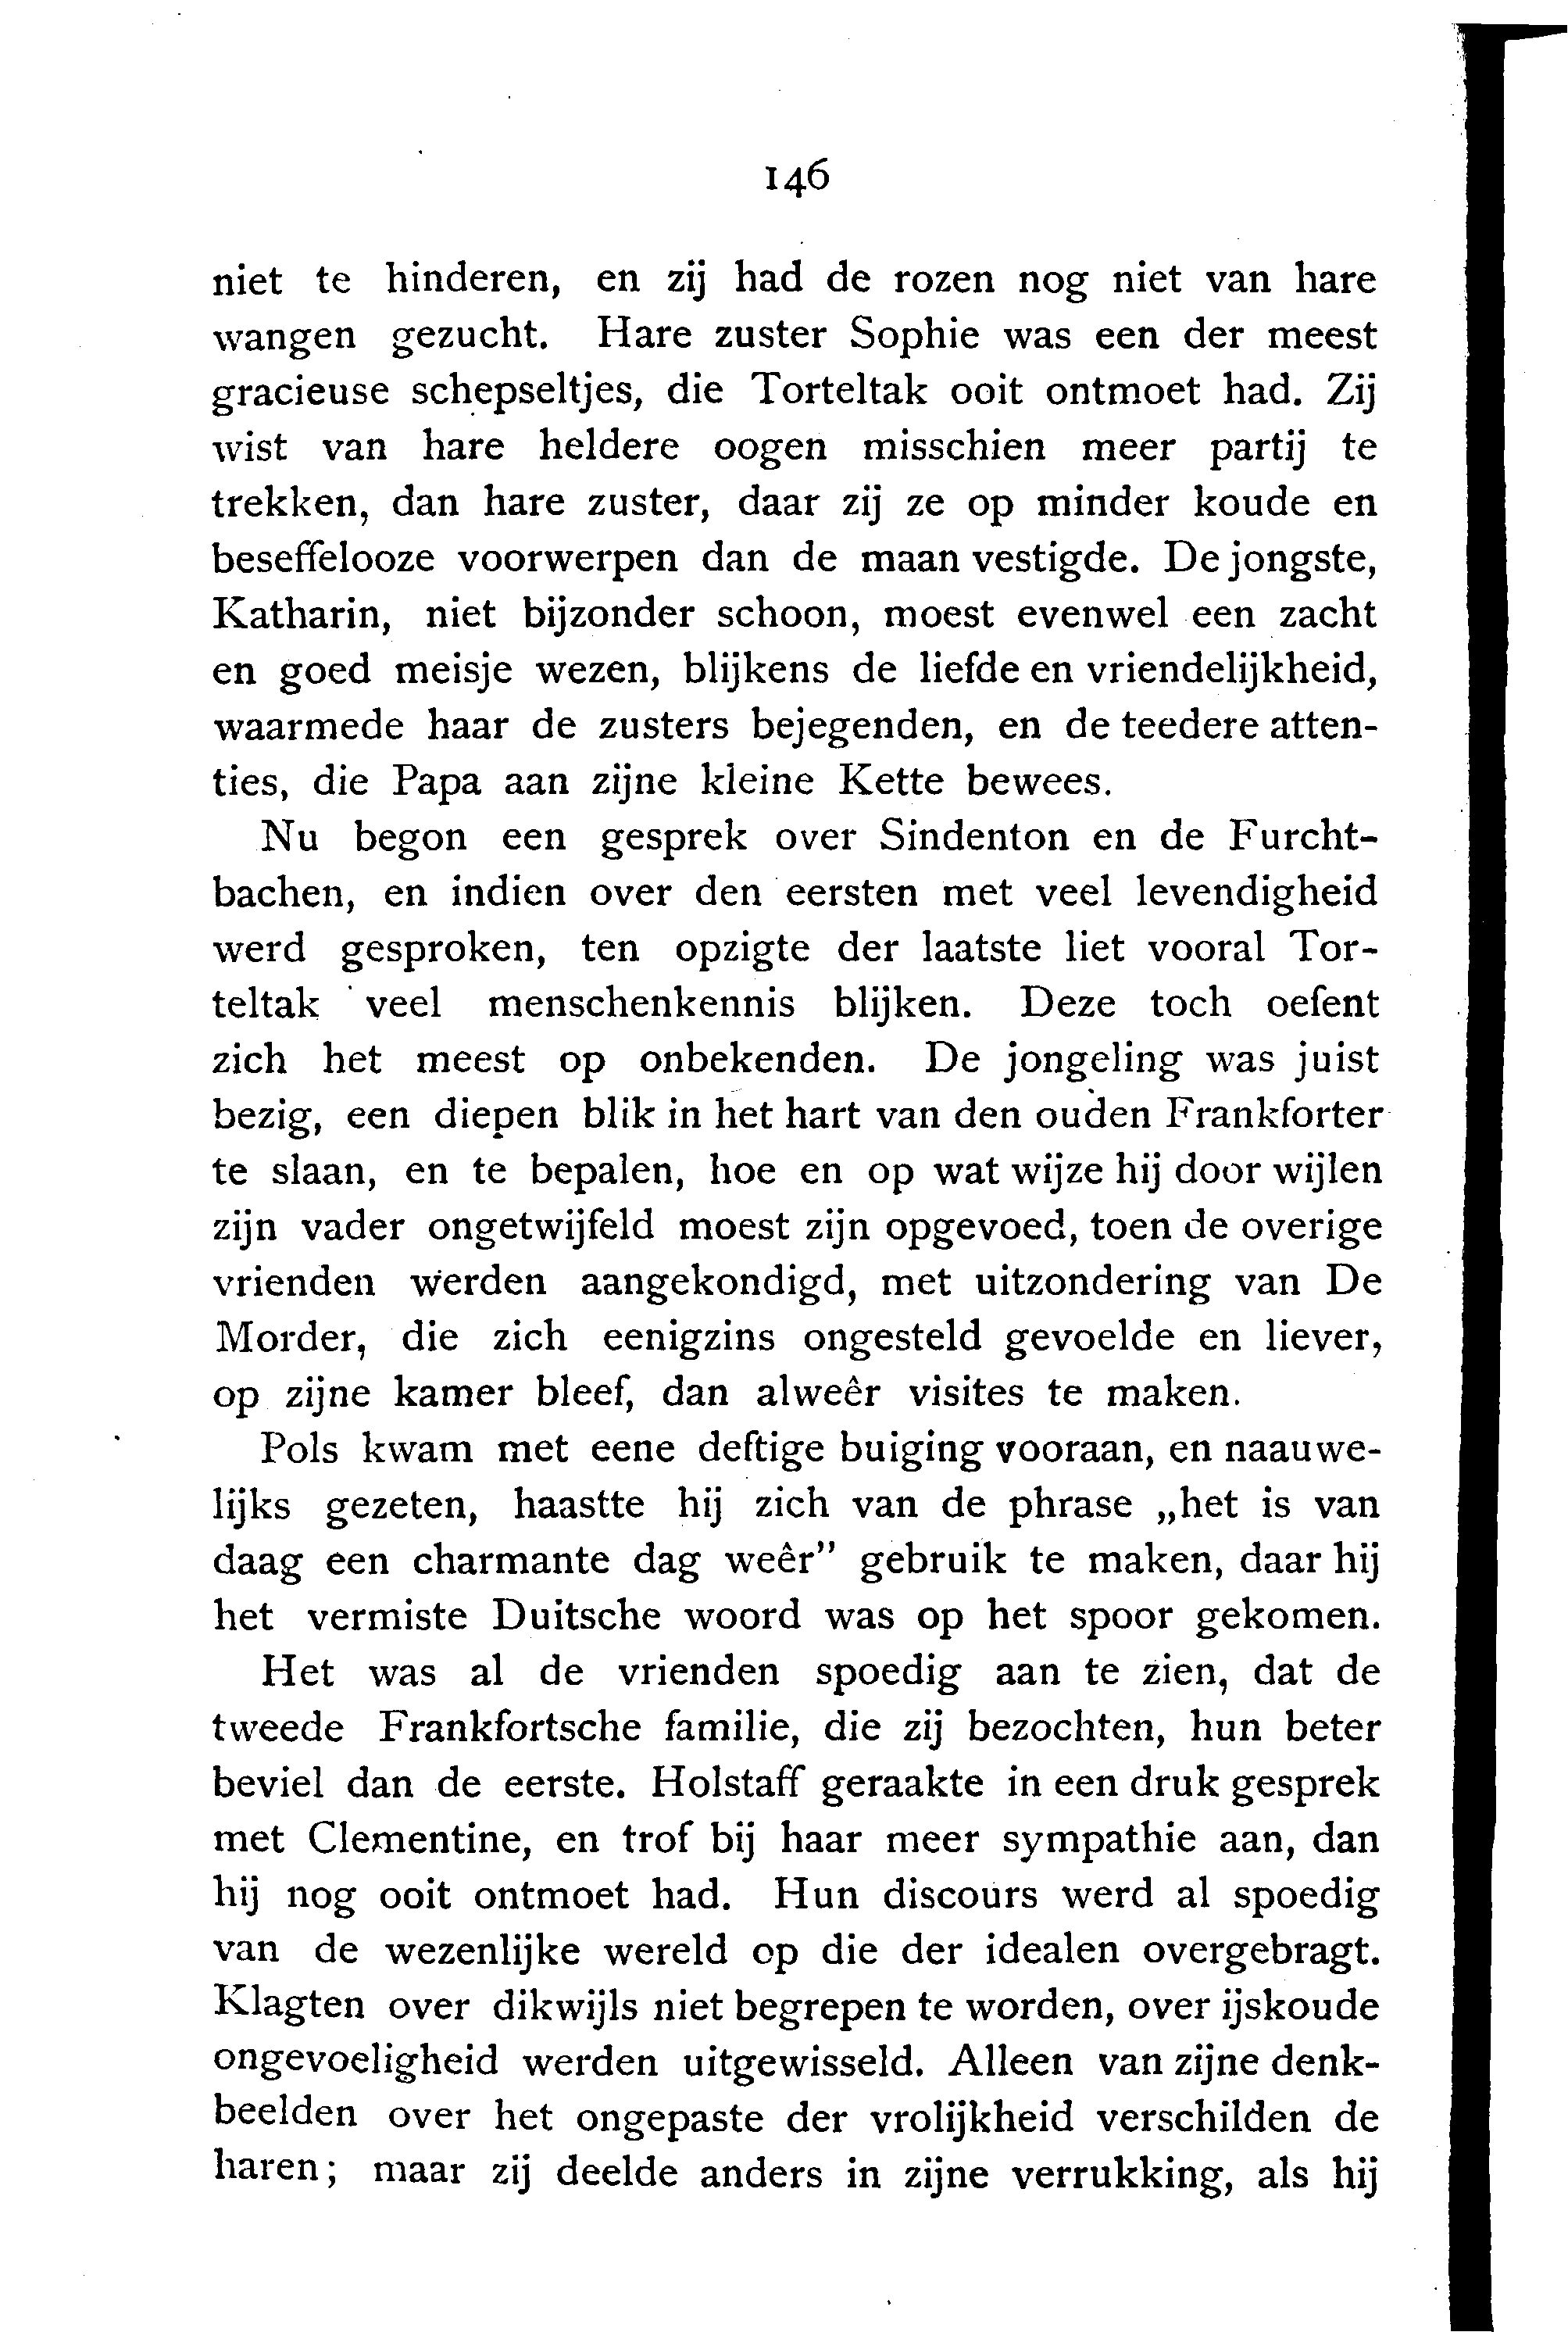 146
niet te hinderen, en zij had de rozen nog niet van hare
wangen gezucht. Hare zuster Sophie was een der meest
gracieuse schepseltjes, die Torteltak ooit ontmoet had. Zij
wist van hare heldere oogen misschien meer partij te
trekken, dan hare zuster, daar zij ze op minder koude en
beseffelooze voorwerpen dan de maan vestigde. De jongste,
Katharin, niet bijzonder schoon, moest evenwel een zacht
en goed meisje wezen, blijkens de liefde en vriendelijkheid,
waarmede haar de zusters bejegenden, en de teedere atten-
ties, die Papa aan zijne kleine Kette bewees.
Nu begon een gesprek over Sindenton en de Furcht-
bachen, en indien over den eersten met veel levendigheid
werd gesproken, ten opzigte der laatste liet vooral Tor-
teltak veel menschenkennis blijken. Deze toch oefent
zich het meest op onbekenden. De jongeling was juist
bezig, een diepen blik in het hart van den ouden Frankforter
te slaan, en te bepalen, hoe en op wat wijze hij door wijlen
zijn vader ongetwijfeld moest zijn opgevoed, toen de overige
vrienden werden aangekondigd, met uitzondering van De
Morder, die zich eenigzins ongesteld gevoelde en liever,
op zijne kamer bleef, dan alweêr visites te maken.
Pols kwam met eene deftige buiging vooraan, en naauwe-
lijks gezeten, haastte hij zich van de phrase „het is van
daag een charmante dag weêr” gebruik te maken, daar hij
het vermiste Duitsche woord was op het spoor gekomen.
Het was al de vrienden spoedig aan te zien, dat de
tweede Frankfortsche familie, die zij bezochten, hun beter
beviel dan de eerste. Holstaff geraakte in een druk gesprek
met Clementine, en trof bij haar meer sympathie aan, dan
hij nog ooit ontmoet had. Hun discours werd al spoedig
van de wezenlijke wereld op die der idealen overgebragt.
Klagten over dikwijls niet begrepen te worden, over ijskoude
ongevoeligheid werden uitgewisseld. Alleen van zijne denk-
beelden over het ongepaste der vrolijkheid verschilden de
haren; maar zij deelde anders in zijne verrukking, als hij